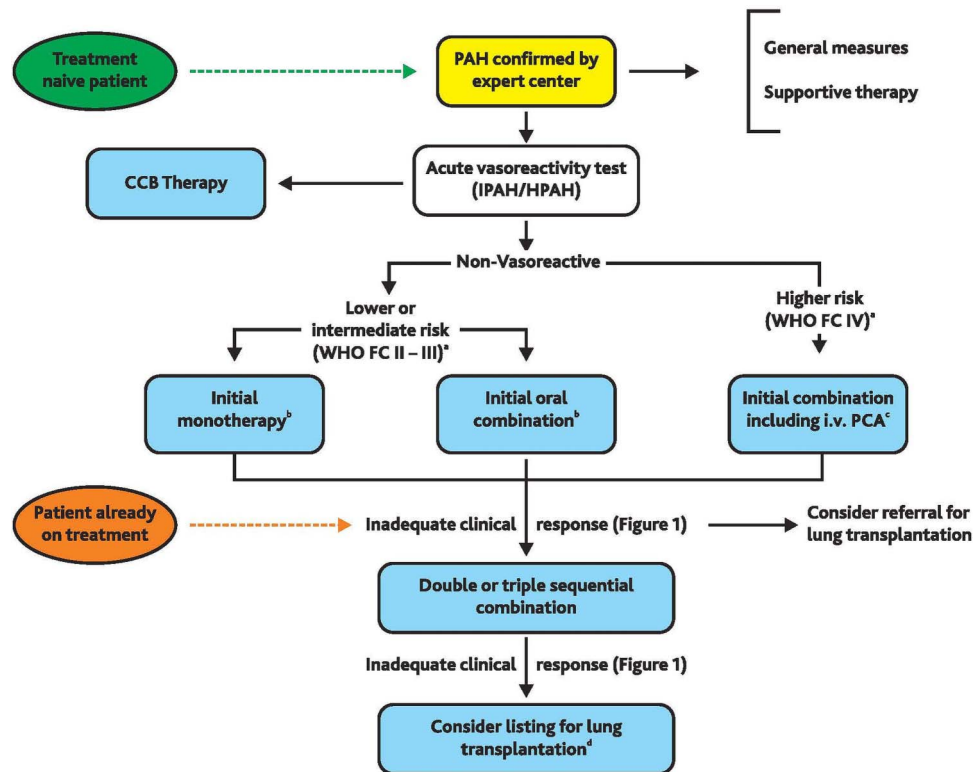 Treatment
naive patient
PAH confirmed by
expert center
General measures
Supportive therapy
CCB Therapy
Acute vasoreactivity test
(IPAH/HPAH)
Non-Vasoreactive
Lower or
intermediate risk
(WHO FC II – III)ᵃ
Higher risk
(WHO FC IV)ᵃ
Initial
monotherapyᵇ
Initial oral
combinationᵇ
Initial combination
including i.v. PCAᶜ
Patient already
on treatment
Inadequate clinical response (Figure 1)
Consider referral for
lung transplantation
Double or triple sequential
combination
Inadequate clinical response (Figure 1)
Consider listing for lung
transplantationᵈ